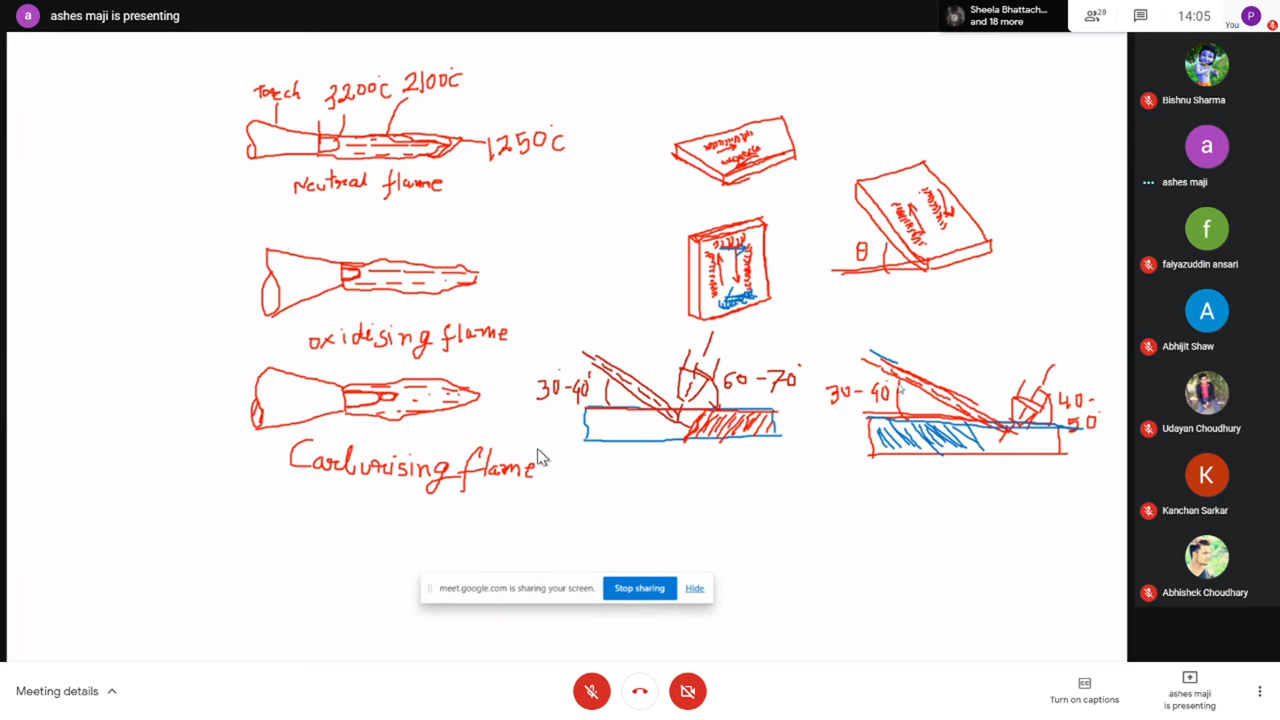 ashes maji is presenting
Sheela Bhattach...
and 18 more
28
14:05
You
torch
3200°C
2100°C
1250°C
Neutral flame
θ
oxidising flame
30°-40°
60-70°
30-40°
40-
50°
Carburising flame
meet.google.com is sharing your screen.
Stop sharing
Hide
Bishnu Sharma
a
ashes maji
f
faiyazuddin ansari
A
Abhijit Shaw
Udayan Choudhury
K
Kanchan Sarkar
Abhishek Choudhary
Meeting details
CC
Turn on captions
ashes maji
is presenting
a
P